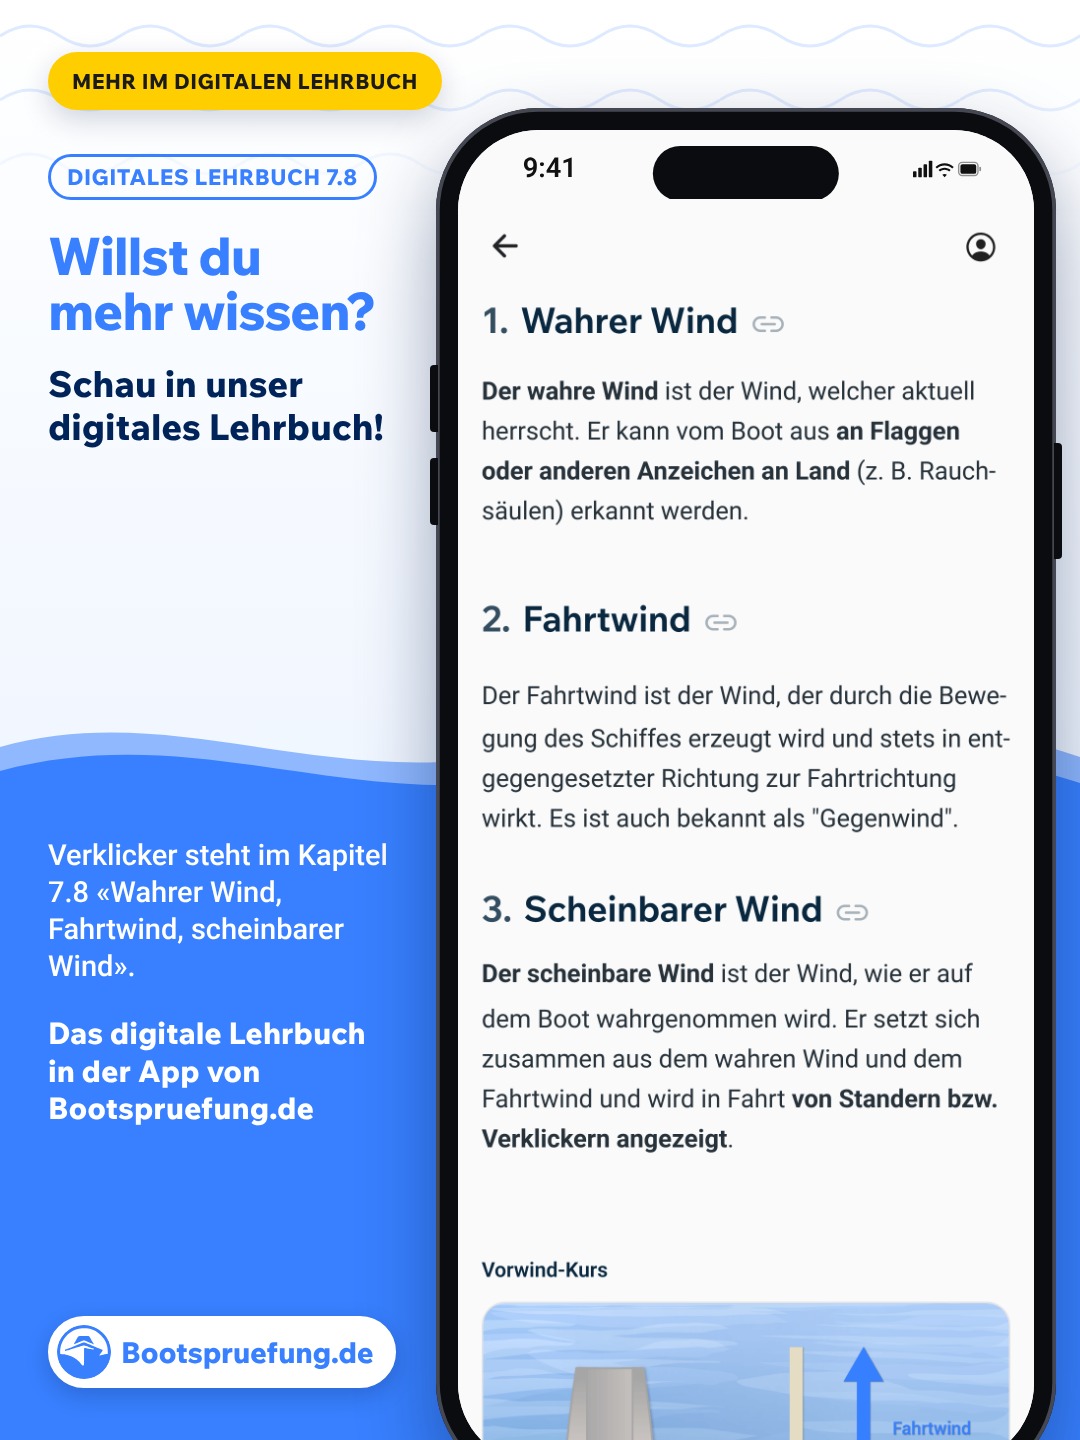 MEHR IM DIGITALEN LEHRBUCH
DIGITALES LEHRBUCH 7.8
Willst du
mehr wissen?
Schau in unser
digitales Lehrbuch!
Verklicker steht im Kapitel
7.8 «Wahrer Wind,
Fahrtwind, scheinbarer
Wind».
Das digitale Lehrbuch
in der App von
Bootspruefung.de
Bootspruefung.de
9:41
1. Wahrer Wind
Der wahre Wind ist der Wind, welcher aktuell
herrscht. Er kann vom Boot aus an Flaggen
oder anderen Anzeichen an Land (z. B. Rauch-
säulen) erkannt werden.
2. Fahrtwind
Der Fahrtwind ist der Wind, der durch die Bewe-
gung des Schiffes erzeugt wird und stets in ent-
gegengesetzter Richtung zur Fahrtrichtung
wirkt. Es ist auch bekannt als "Gegenwind".
3. Scheinbarer Wind
Der scheinbare Wind ist der Wind, wie er auf
dem Boot wahrgenommen wird. Er setzt sich
zusammen aus dem wahren Wind und dem
Fahrtwind und wird in Fahrt von Standern bzw.
Verklickern angezeigt.
Vorwind-Kurs
Fahrtwind